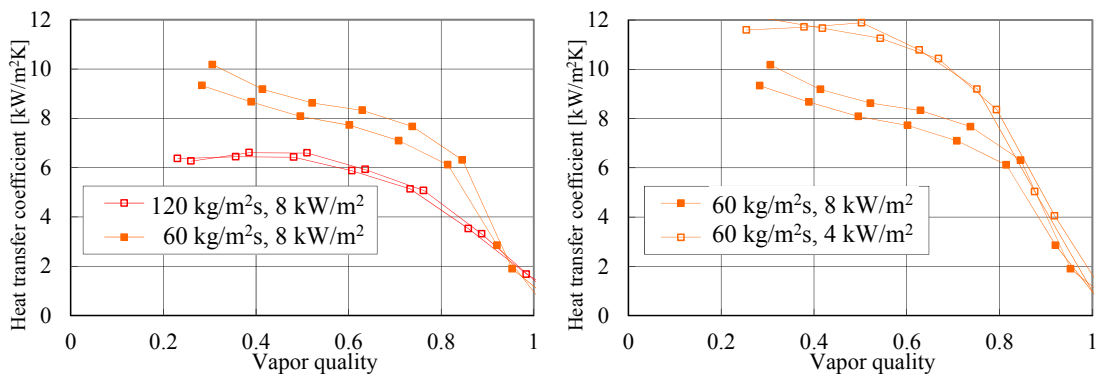 Heat transfer coefficient [kW/m²K]
12
10
8
6
4
2
0
120 kg/m²s, 8 kW/m²
60 kg/m²s, 8 kW/m²
0 0.2 0.4 0.6 0.8 1
Vapor quality
Heat transfer coefficient [kW/m²K]
12
10
8
6
4
2
0
60 kg/m²s, 8 kW/m²
60 kg/m²s, 4 kW/m²
0 0.2 0.4 0.6 0.8 1
Vapor quality